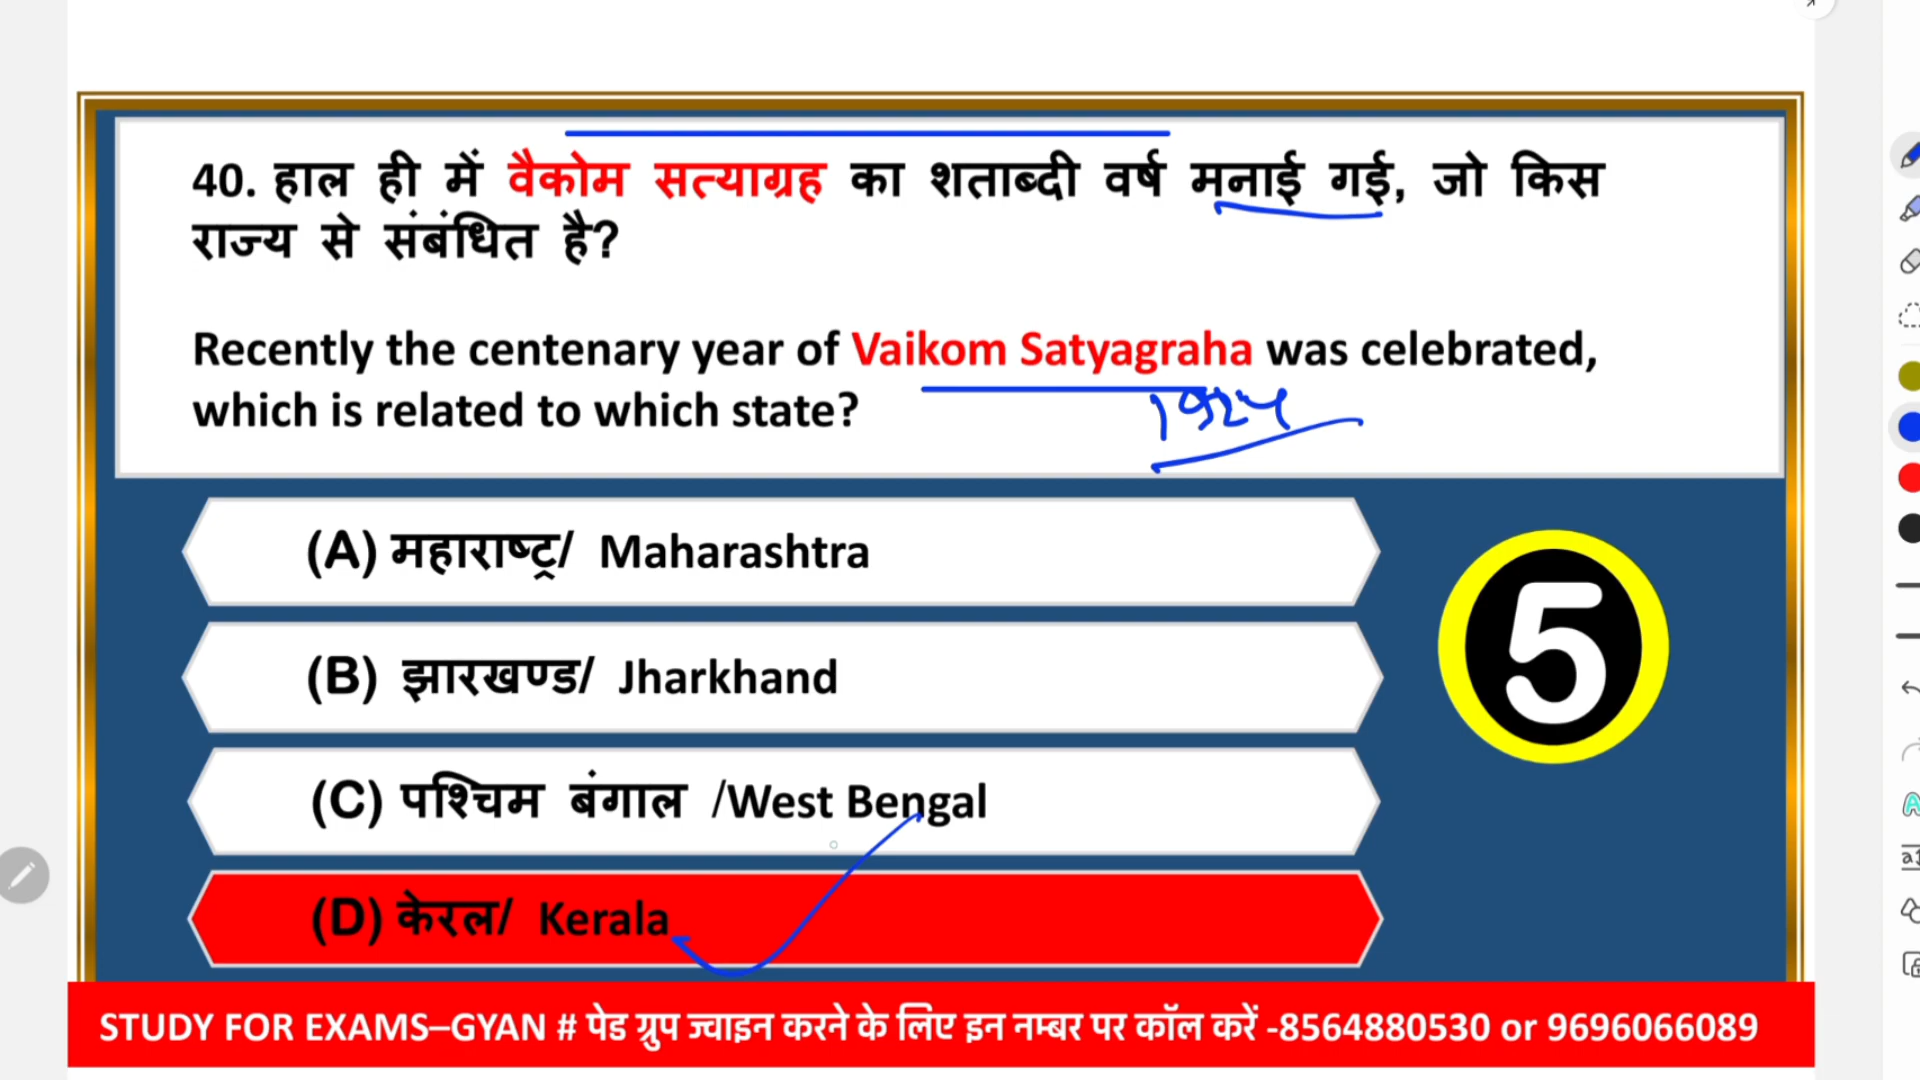 40. हाल ही में वैकोम सत्याग्रह का शताब्दी वर्ष मनाई गई, जो किस
राज्य से संबंधित है?
Recently the centenary year of Vaikom Satyagraha was celebrated,
which is related to which state?
1924
(A) महाराष्ट्र/ Maharashtra
(B) झारखण्ड/ Jharkhand
5
(C) पश्चिम बंगाल /West Bengal
(D) केरल/ Kerala
STUDY FOR EXAMS–GYAN # पेड ग्रुप ज्वाइन करने के लिए इन नम्बर पर कॉल करें -8564880530 or 9696066089